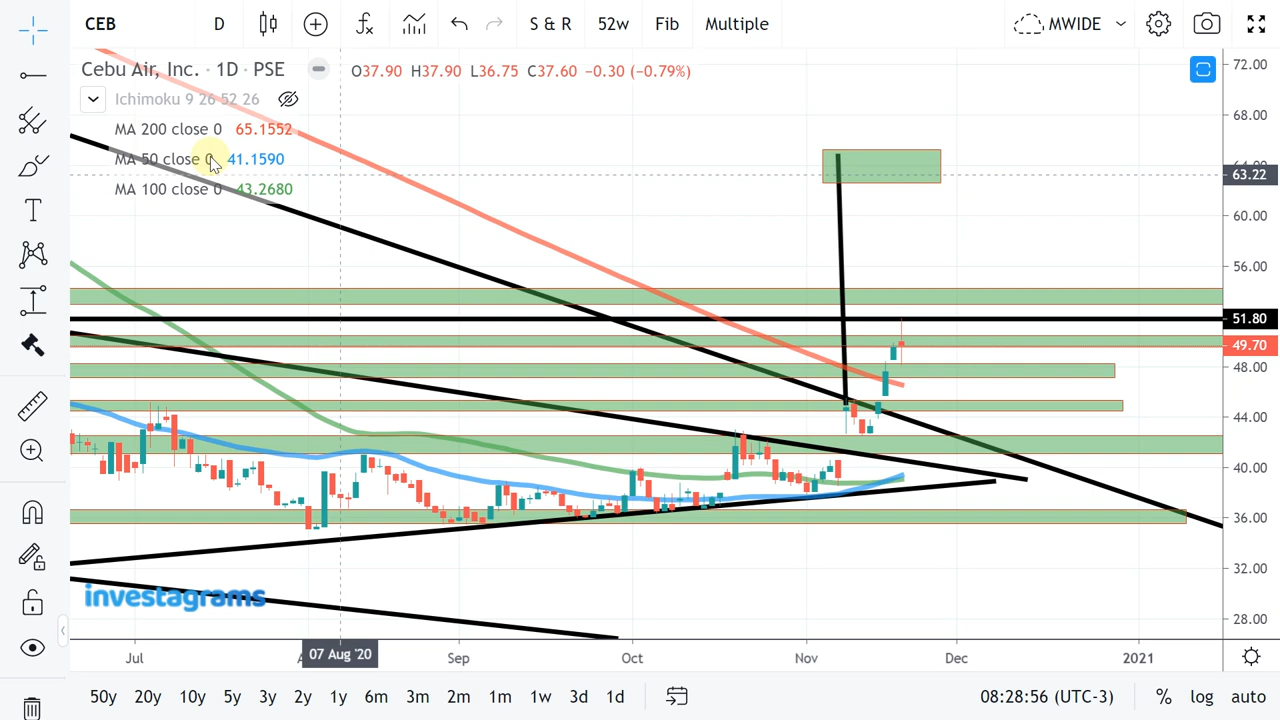 CEB D S & R 52w Fib Multiple MWIDE
Cebu Air, Inc. · 1D · PSE O37.90 H37.90 L36.75 C37.60 −0.30 (−0.79%)
Ichimoku 9 26 52 26
MA 200 close 0 65.1552
MA 50 close 0 41.1590
MA 100 close 0 43.2680
72.00
68.00
63.22
60.00
56.00
51.80
49.70
48.00
44.00
40.00
36.00
32.00
28.00
investagrams
Jul 07 Aug '20 Sep Oct Nov Dec 2021
50y 20y 10y 5y 3y 2y 1y 6m 3m 2m 1m 1w 3d 1d 08:28:56 (UTC-3) % log auto